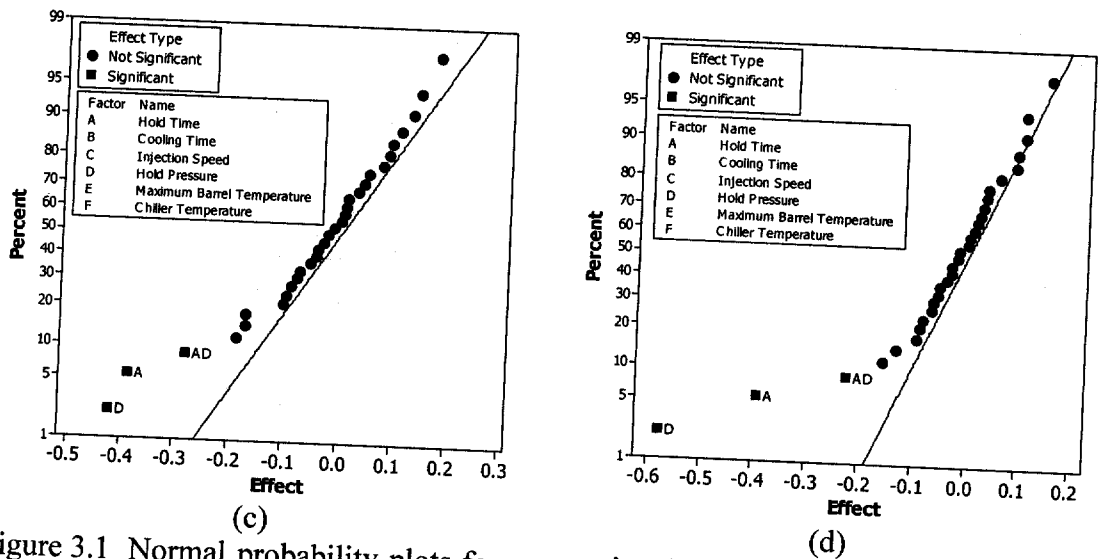 99
95
90
80
70
60
50
40
30
20
10
5
1
Percent
Effect Type
Not Significant
Significant
Factor Name
A Hold Time
B Cooling Time
C Injection Speed
D Hold Pressure
E Maximum Barrel Temperature
F Chiller Temperature
AD
A
D
-0.5 -0.4 -0.3 -0.2 -0.1 0.0 0.1 0.2 0.3
Effect
(c)
99
95
90
80
70
60
50
40
30
20
10
5
1
Percent
Effect Type
Not Significant
Significant
Factor Name
A Hold Time
B Cooling Time
C Injection Speed
D Hold Pressure
E Maximum Barrel Temperature
F Chiller Temperature
AD
A
D
-0.6 -0.5 -0.4 -0.3 -0.2 -0.1 0.0 0.1 0.2
Effect
(d)
igure 3.1 Normal probability plots